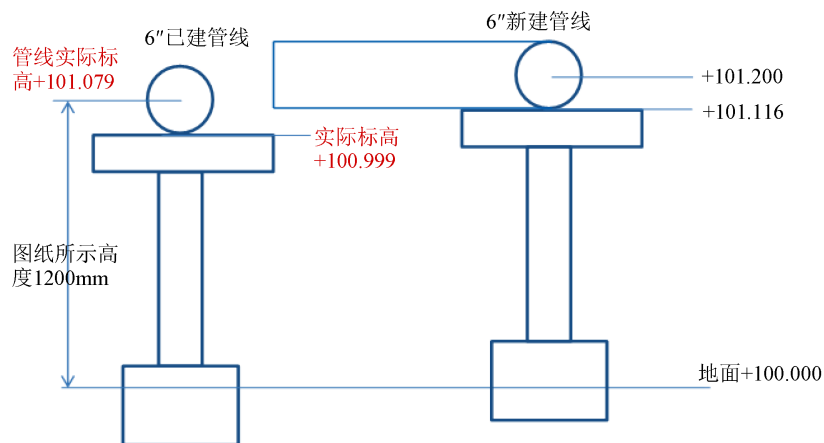 6″已建管线
6″新建管线
管线实际标
高+101.079
+101.200
+101.116
实际标高
+100.999
图纸所示高
度1200mm
地面+100.000